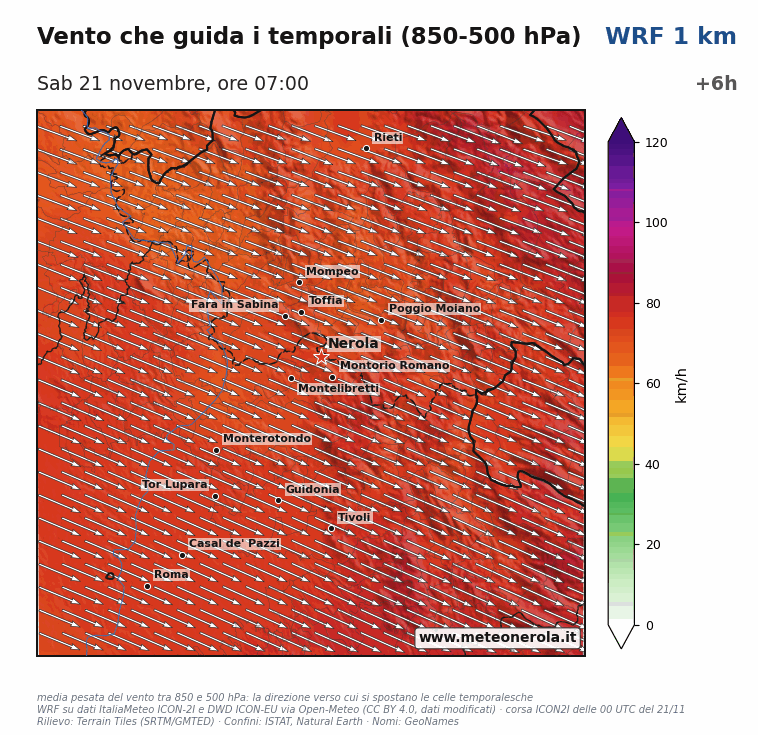 Vento che guida i temporali (850-500 hPa) WRF 1 km
Sab 21 novembre, ore 07:00 +6h
Rieti
Mompeo
Fara in Sabina
Toffia
Poggio Moiano
Nerola
Montorio Romano
Montelibretti
Monterotondo
Tor Lupara
Guidonia
Tivoli
Casal de' Pazzi
Roma
www.meteonerola.it
120
100
80
60
40
20
0
km/h
media pesata del vento tra 850 e 500 hPa: la direzione verso cui si spostano le celle temporalesche
WRF su dati ItaliaMeteo ICON-2I e DWD ICON-EU via Open-Meteo (CC BY 4.0, dati modificati) · corsa ICON2I delle 00 UTC del 21/11
Rilievo: Terrain Tiles (SRTM/GMTED) · Confini: ISTAT, Natural Earth · Nomi: GeoNames